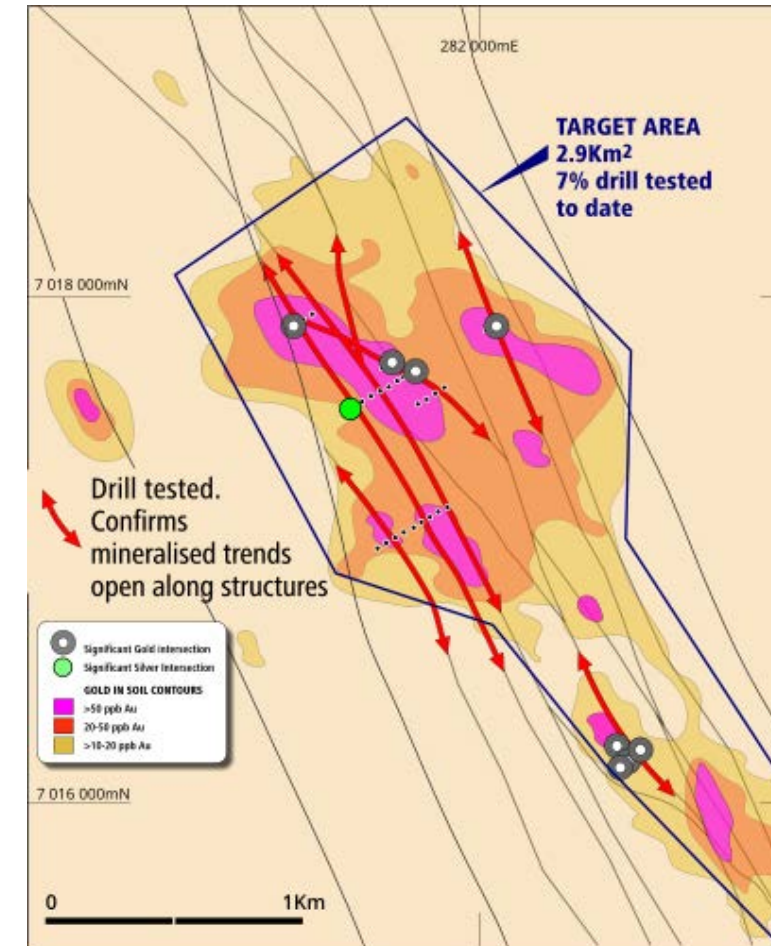 282 000mE
TARGET AREA
2.9Km2
7% drill tested
to date
7 018 000mN
Drill tested.
Confirms
mineralised trends
open along structures
Significant Gold intersection
Significant Silver Intersection
GOLD IN SOIL CONTOURS
>50 ppb Au
20-50 ppb Au
>10-20 ppb Au
7 016 000mN
0 1Km